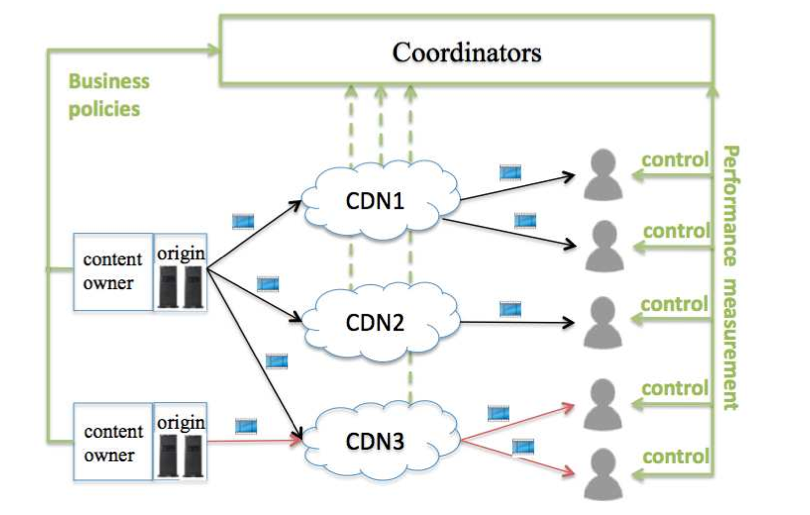 Coordinators
Business
policies
CDN1
control
control
Performance measurement
content
owner
origin
CDN2
control
control
content
owner
origin
CDN3
control